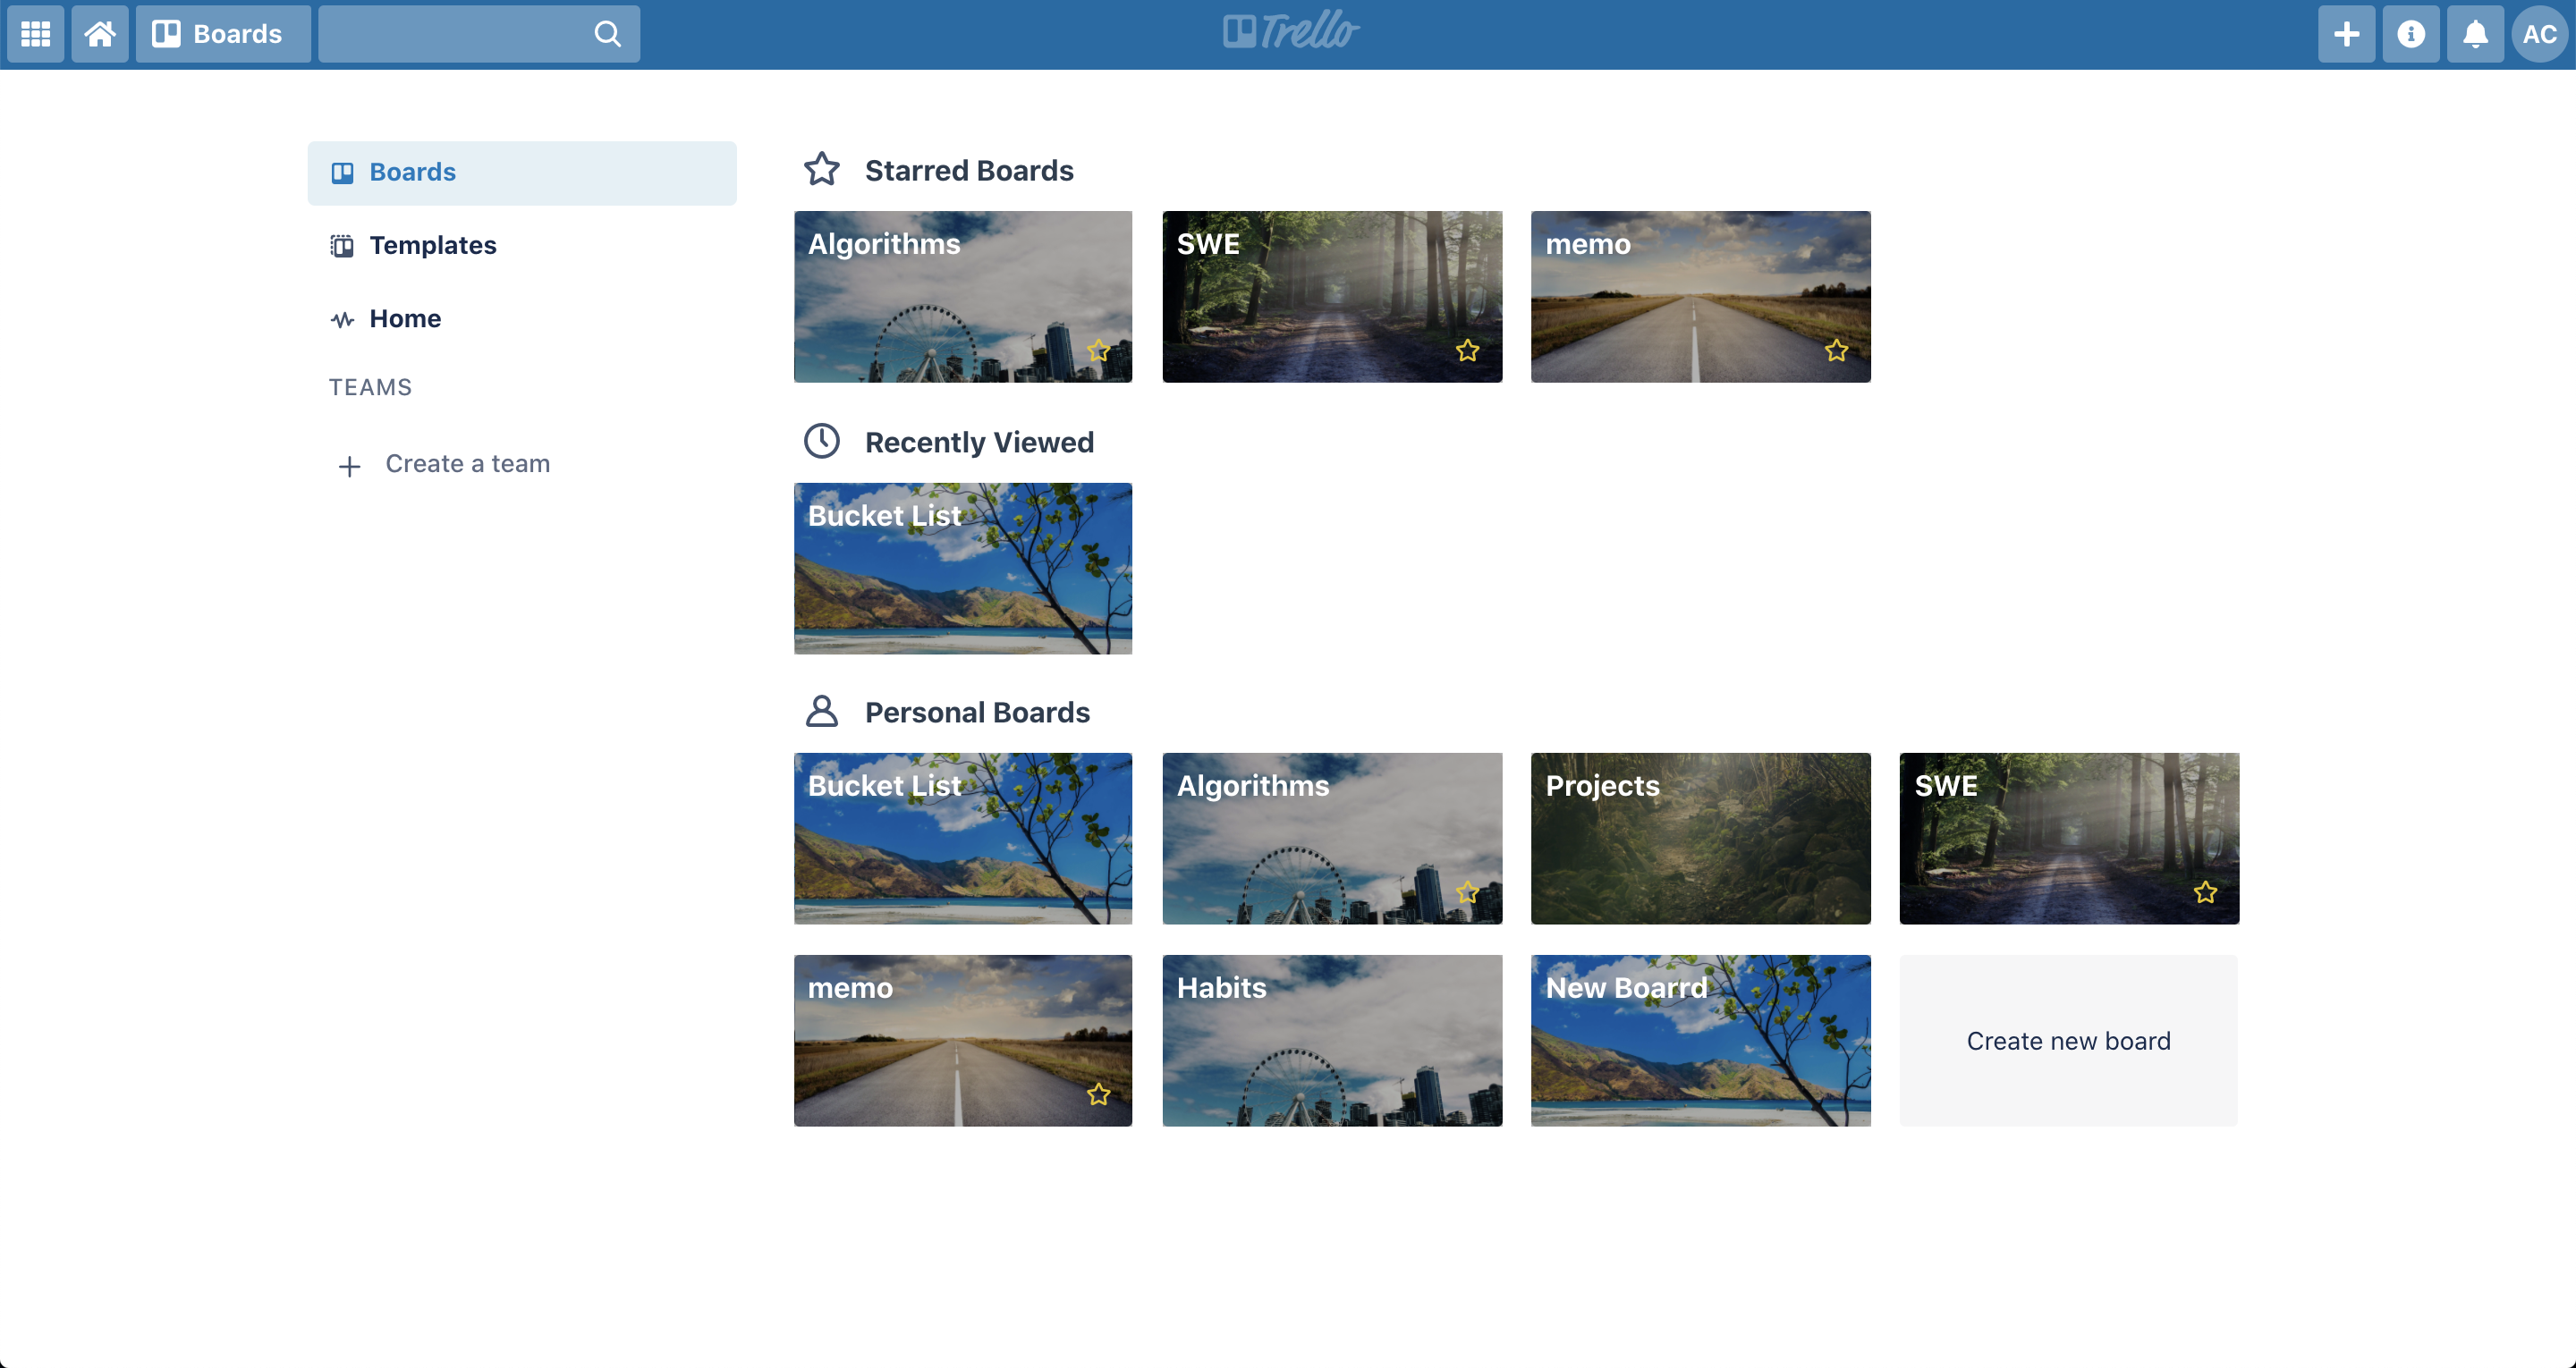 Boards
Trello
AC
Boards
Templates
Home
TEAMS
Create a team
Starred Boards
Algorithms
SWE
memo
Recently Viewed
Bucket List
Personal Boards
Bucket List
Algorithms
Projects
SWE
memo
Habits
New Boarrd
Create new board